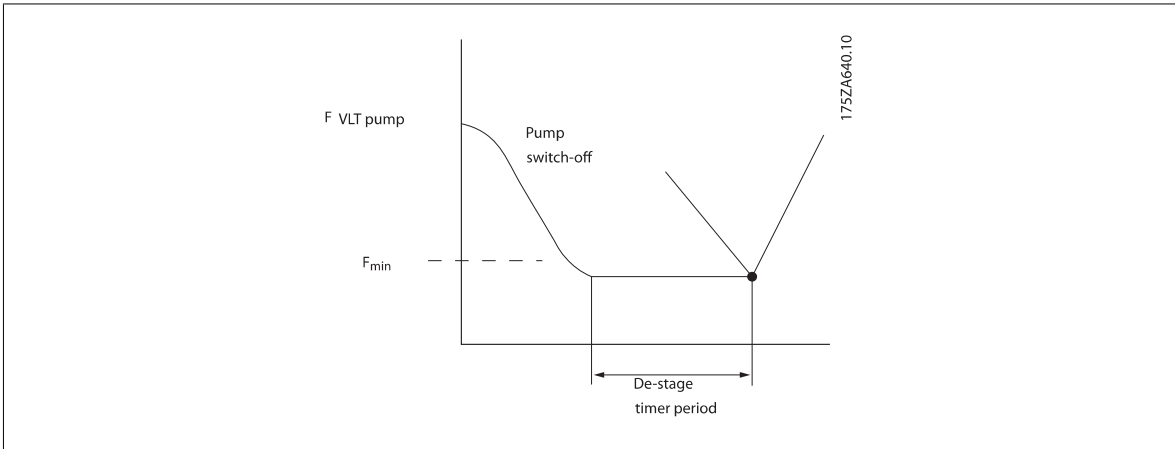 175ZA640.10
F VLT pump
Pump
switch-off
Fmin
De-stage
timer period